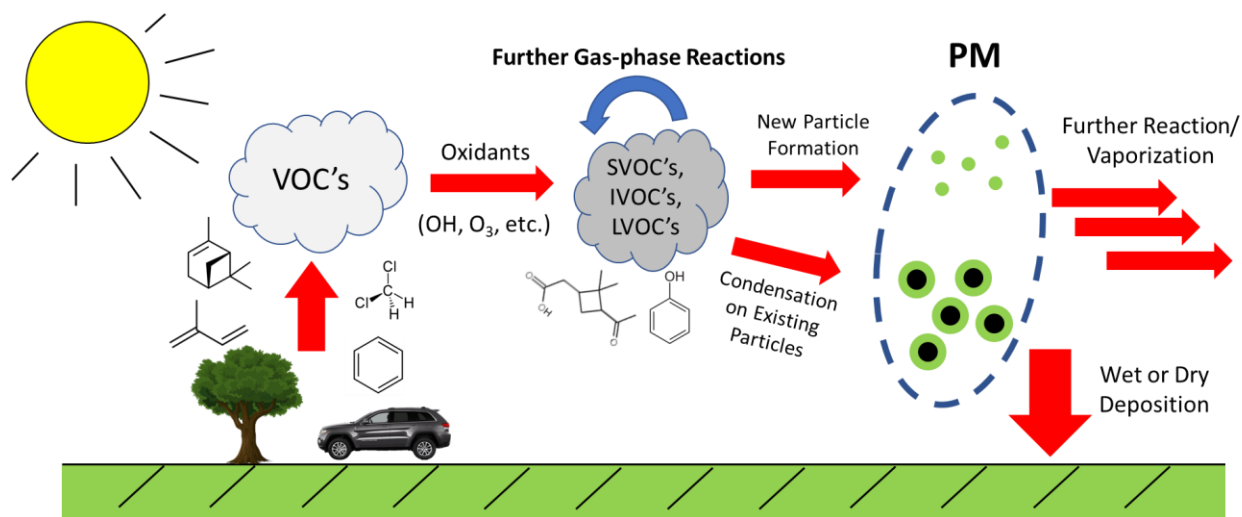 Further Gas-phase Reactions
PM
VOC's
Oxidants
(OH, O₃, etc.)
SVOC's,
IVOC's,
LVOC's
New Particle
Formation
Condensation
on Existing
Particles
Further Reaction/
Vaporization
Wet or Dry
Deposition
Cl
Cl
H
H
O
OH
O
OH